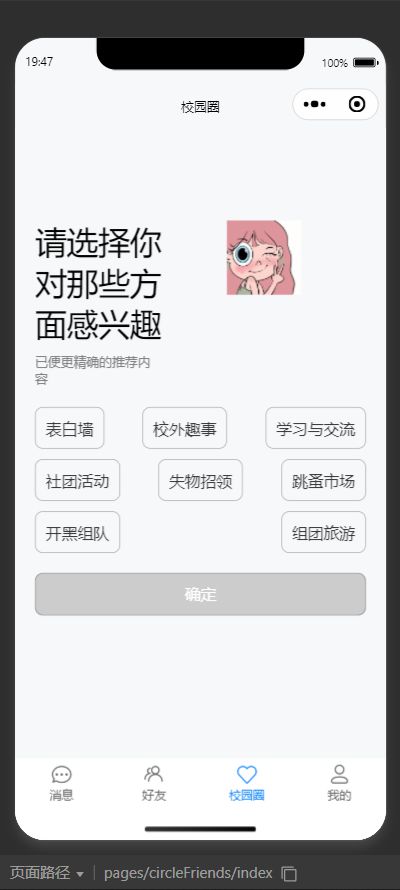 19:47 100%
校园圈
请选择你
对那些方
面感兴趣
已便更精确的推荐内
容
表白墙 校外趣事 学习与交流
社团活动 失物招领 跳蚤市场
开黑组队 组团旅游
确定
消息 好友 校园圈 我的
页面路径 pages/circleFriends/index